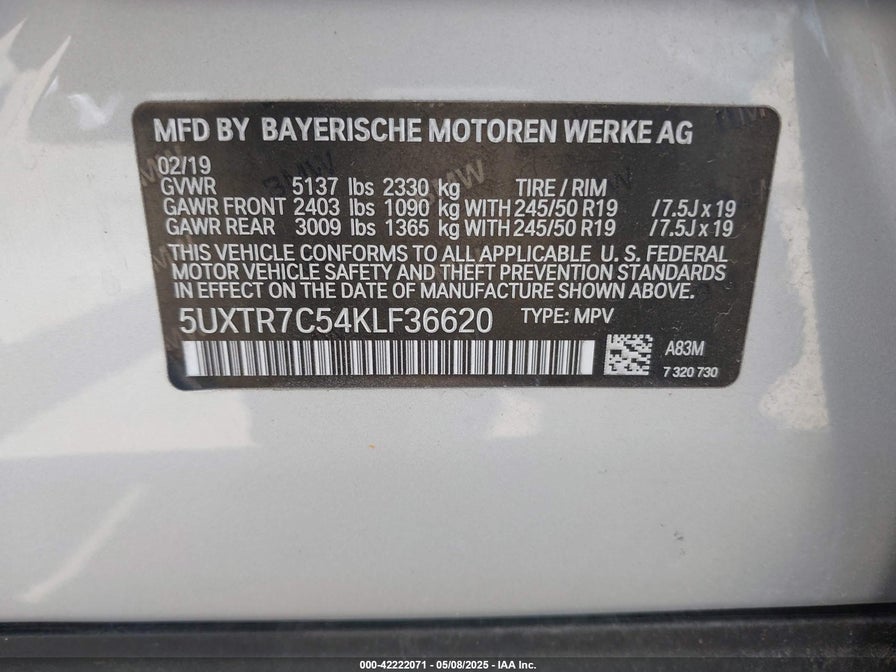 MFD BY BAYERISCHE MOTOREN WERKE AG
02/19
GVWR 5137 lbs 2330 kg TIRE / RIM
GAWR FRONT 2403 lbs 1090 kg WITH 245/50 R19 /7.5J x 19
GAWR REAR 3009 lbs 1365 kg WITH 245/50 R19 /7.5J x 19
THIS VEHICLE CONFORMS TO ALL APPLICABLE U. S. FEDERAL
MOTOR VEHICLE SAFETY AND THEFT PREVENTION STANDARDS
IN EFFECT ON THE DATE OF MANUFACTURE SHOWN ABOVE.
5UXTR7C54KLF36620 TYPE: MPV
A83M
7 320 730
000-42222071 - 05/08/2025 - IAA Inc.